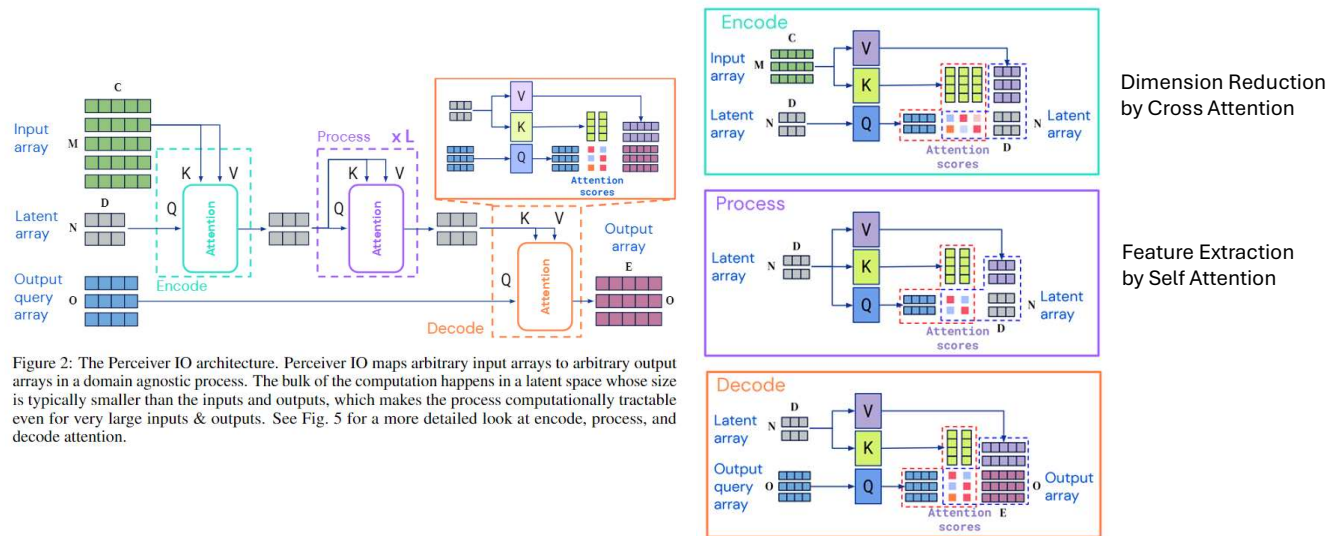 C
Input
array
M
K V
Process x L
K V
D
Latent
array
N
Q
Attention
Encode
Q
Attention
V
K
Q
Attention
scores
K V
Output
array
Output
query
array
O
Q
Attention
Decode
E
O
Figure 2: The Perceiver IO architecture. Perceiver IO maps arbitrary input arrays to arbitrary output
arrays in a domain agnostic process. The bulk of the computation happens in a latent space whose size
is typically smaller than the inputs and outputs, which makes the process computationally tractable
even for very large inputs & outputs. See Fig. 5 for a more detailed look at encode, process, and
decode attention.
Encode
C
Input
array
M
V
K
D
Latent
array
N
Q
Attention
scores
D
N
Latent
array
Dimension Reduction
by Cross Attention
Process
D
Latent
array
N
V
K
Q
Attention
scores
D
N
Latent
array
Feature Extraction
by Self Attention
Decode
D
Latent
array
N
V
K
Output
query
array
O
Q
Attention
scores
E
O
Output
array